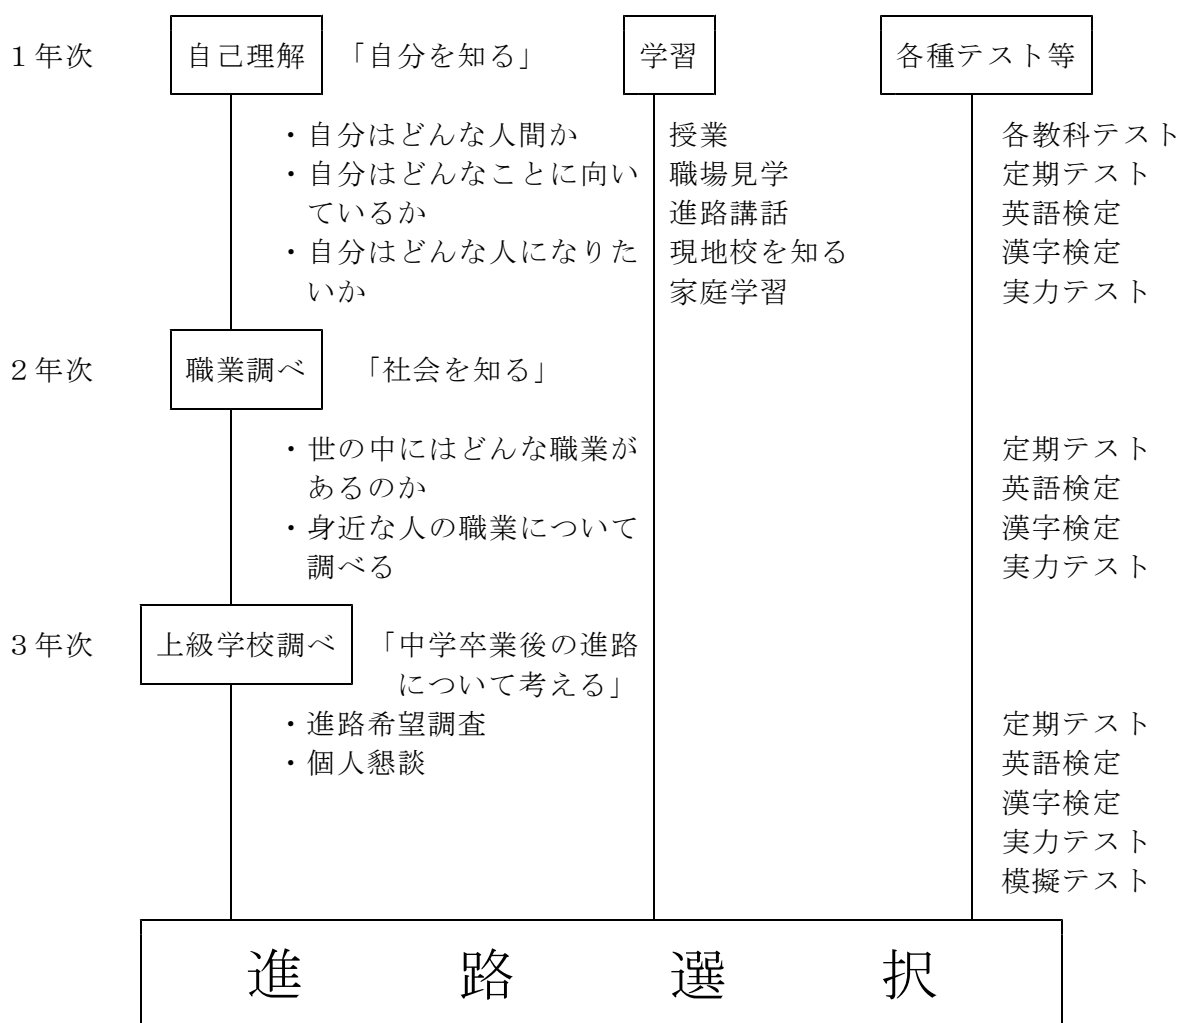 １年次 自己理解 「自分を知る」 学習 各種テスト等
・自分はどんな人間か 授業 各教科テスト
・自分はどんなことに向い 職場見学 定期テスト
ているか 進路講話 英語検定
・自分はどんな人になりた 現地校を知る 漢字検定
いか 家庭学習 実力テスト
２年次 職業調べ 「社会を知る」
・世の中にはどんな職業が 定期テスト
あるのか 英語検定
・身近な人の職業について 漢字検定
調べる 実力テスト
３年次 上級学校調べ 「中学卒業後の進路
について考える」
・進路希望調査 定期テスト
・個人懇談 英語検定
漢字検定
実力テスト
模擬テスト
進路選択